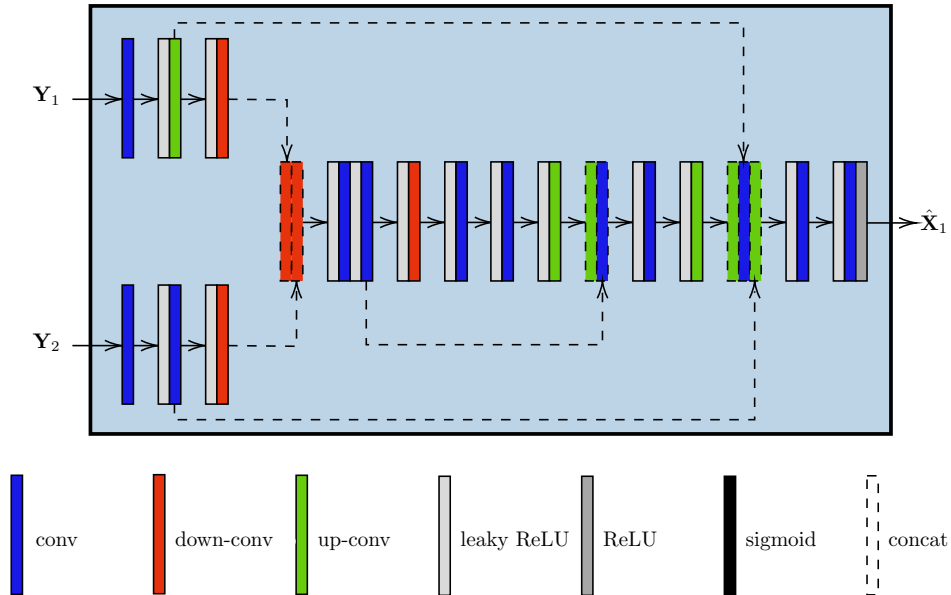 Y₁
X̂₁
Y₂
conv
down-conv
up-conv
leaky ReLU
ReLU
sigmoid
concat